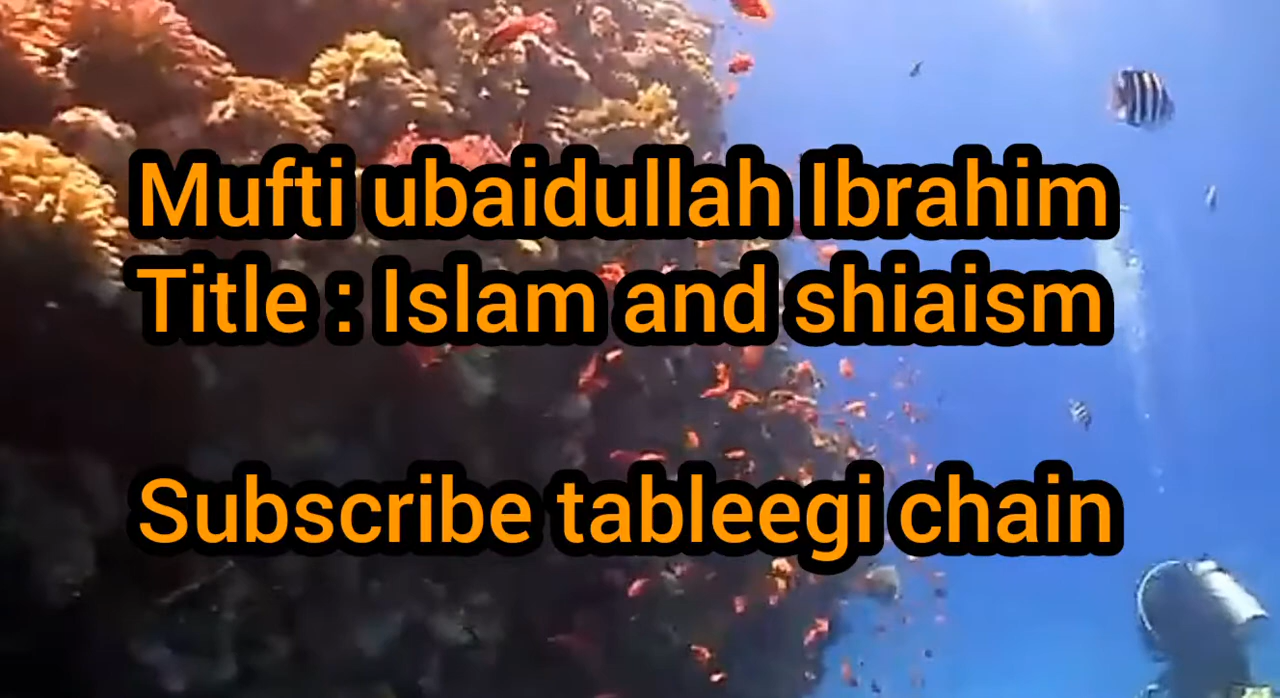 Mufti ubaidullah Ibrahim
Title : Islam and shiaism
Subscribe tableegi chain